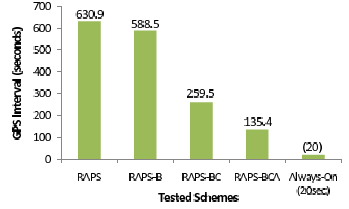 700
600
500
400
300
200
100
0
GPS Interval (seconds)
630.9
588.5
259.5
135.4
(20)
RAPS
RAPS-B
RAPS-BC
RAPS-BCA
Always-On
(20sec)
Tested Schemes